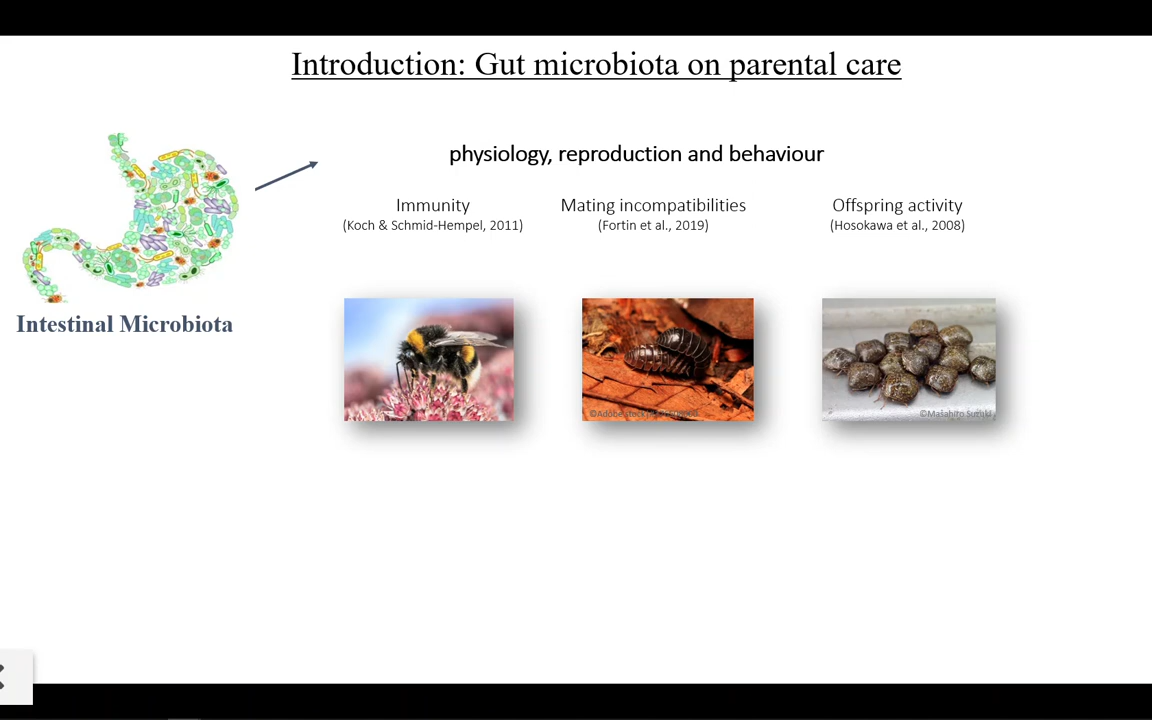 Introduction: Gut microbiota on parental care
physiology, reproduction and behaviour
Immunity
(Koch & Schmid-Hempel, 2011)
Mating incompatibilities
(Fortin et al., 2019)
Offspring activity
(Hosokawa et al., 2008)
Intestinal Microbiota
©Masahiro Suzuki